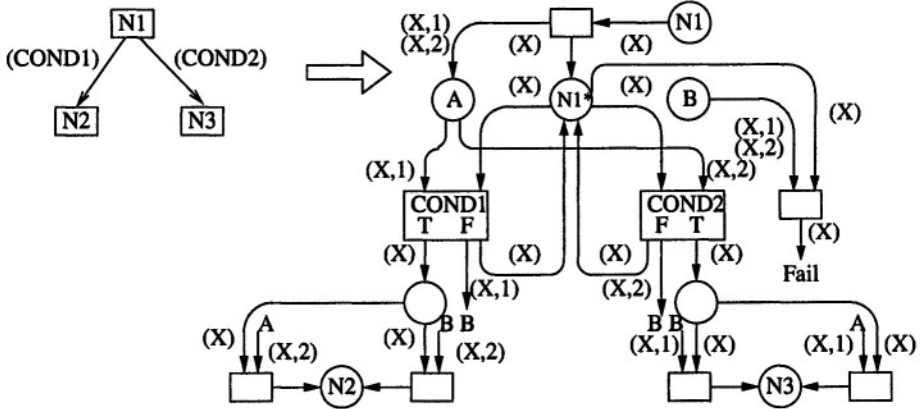 N1
(COND1)
(COND2)
N2
N3
(X,1)
(X,2)
(X)
(X)
N1
A
(X)
N1*
(X)
B
(X,1)
(X,2)
(X)
(X,1)
(X,2)
COND1
T F
COND2
F T
(X)
(X)
(X)
(X)
(X)
Fail
(X,1)
(X,2)
(X)
A
(X,2)
(X)
B B
(X,2)
B B
(X,1)
(X)
A
(X,1)
(X)
N2
N3